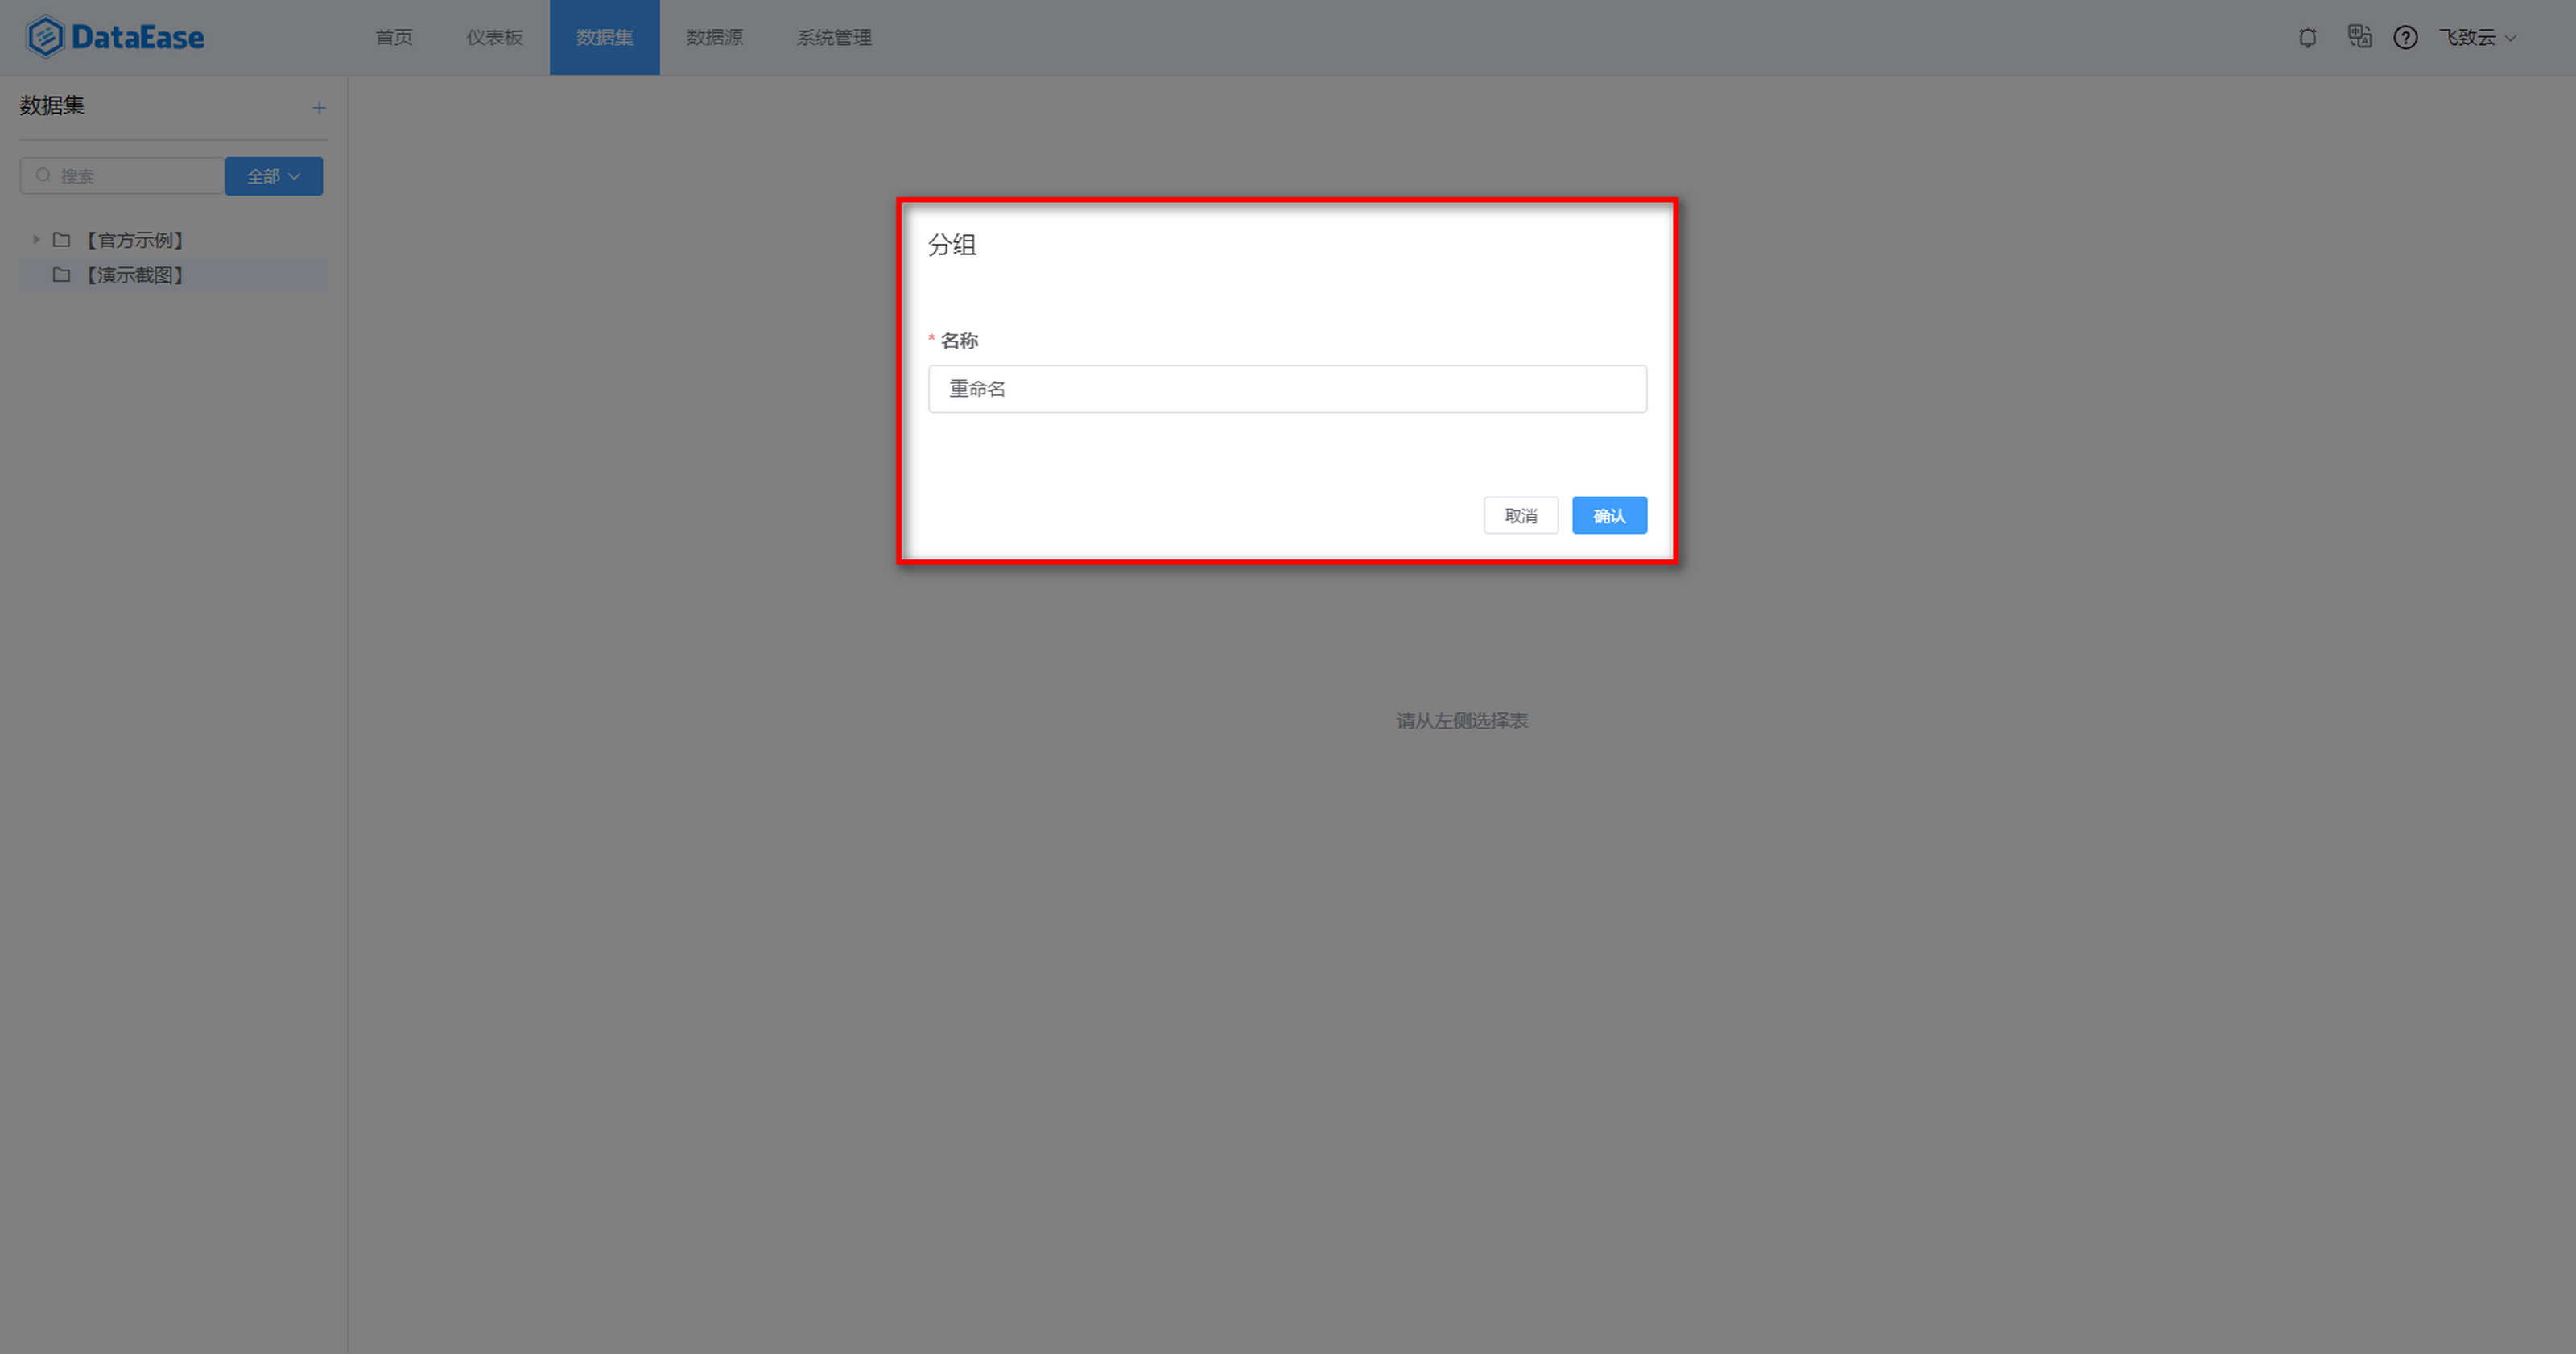 DataEase 首页 仪表板 数据集 数据源 系统管理 飞致云
数据集
搜索 全部
【官方示例】
【演示截图】
分组
* 名称
重命名
取消 确认
请从左侧选择表